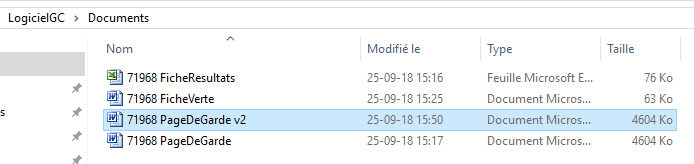 LogicielGC > Documents
Nom Modifié le Type Taille
71968 FicheResultats 25-09-18 15:16 Feuille Microsoft E... 76 Ko
71968 FicheVerte 25-09-18 15:25 Document Micros... 63 Ko
71968 PageDeGarde v2 25-09-18 15:50 Document Micros... 4604 Ko
71968 PageDeGarde 25-09-18 15:17 Document Micros... 4604 Ko